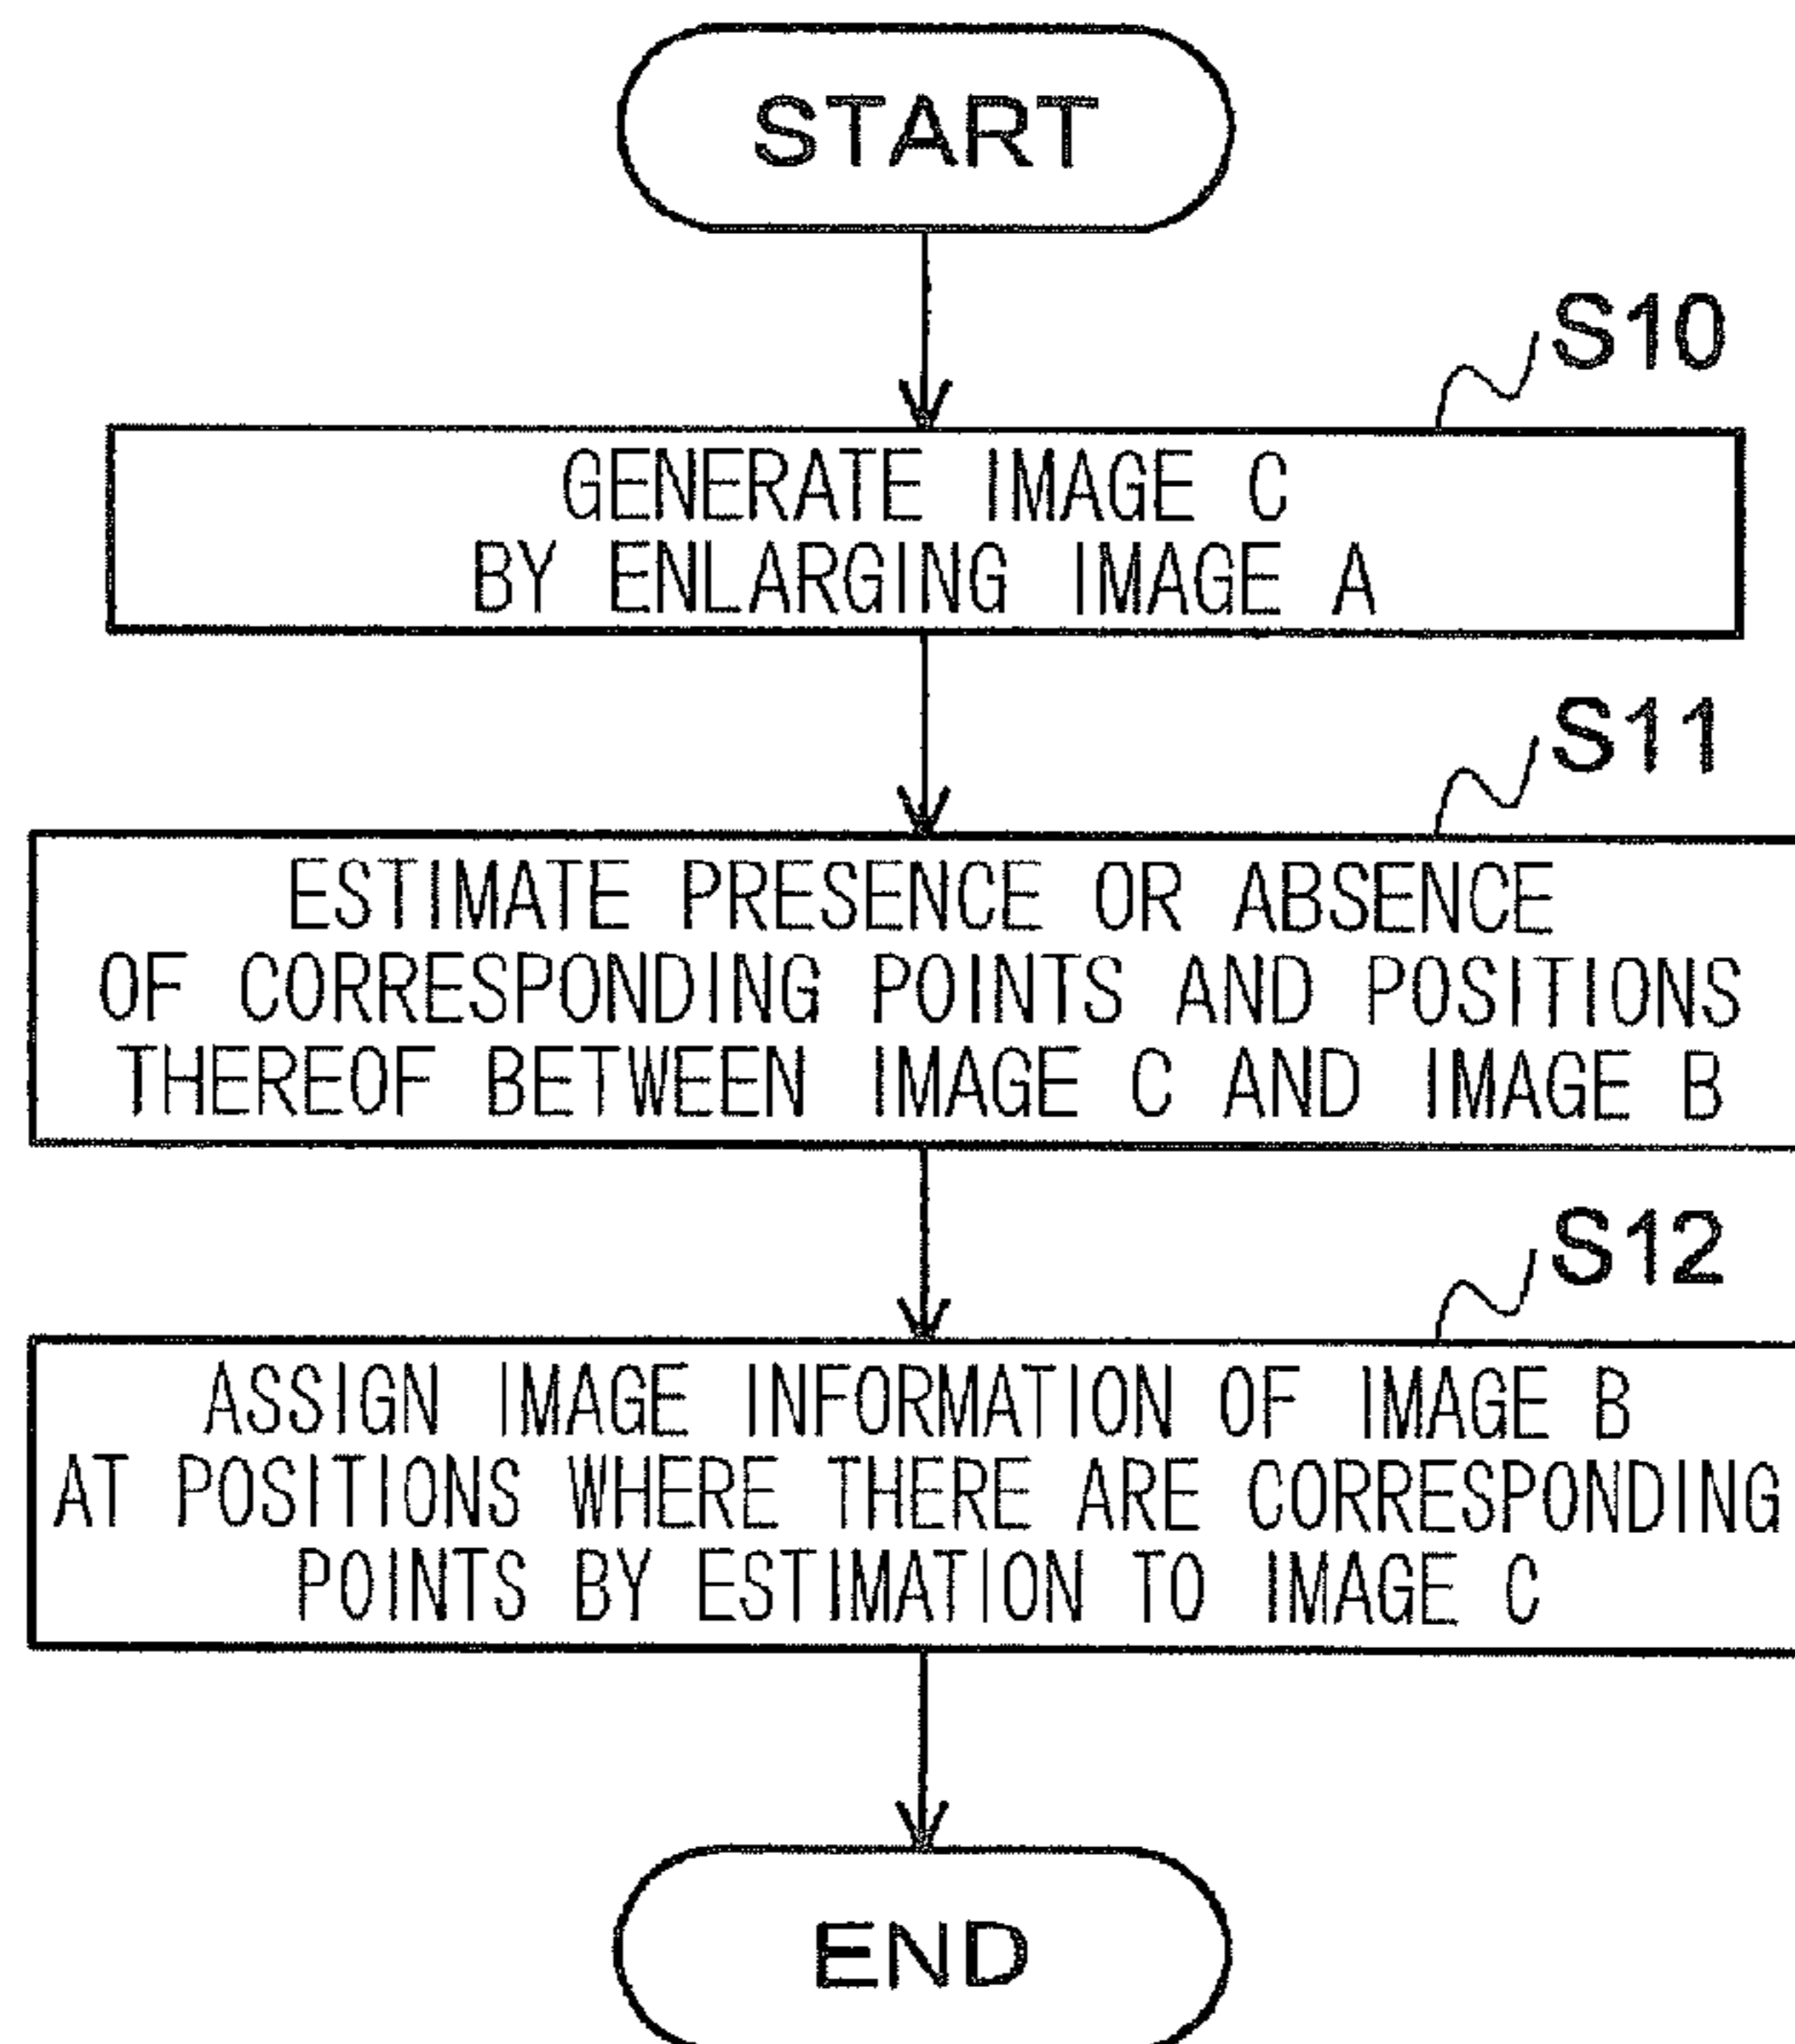 START
S10
GENERATE IMAGE C
BY ENLARGING IMAGE A
S11
ESTIMATE PRESENCE OR ABSENCE
OF CORRESPONDING POINTS AND POSITIONS
THEREOF BETWEEN IMAGE C AND IMAGE B
S12
ASSIGN IMAGE INFORMATION OF IMAGE B
AT POSITIONS WHERE THERE ARE CORRESPONDING
POINTS BY ESTIMATION TO IMAGE C
END